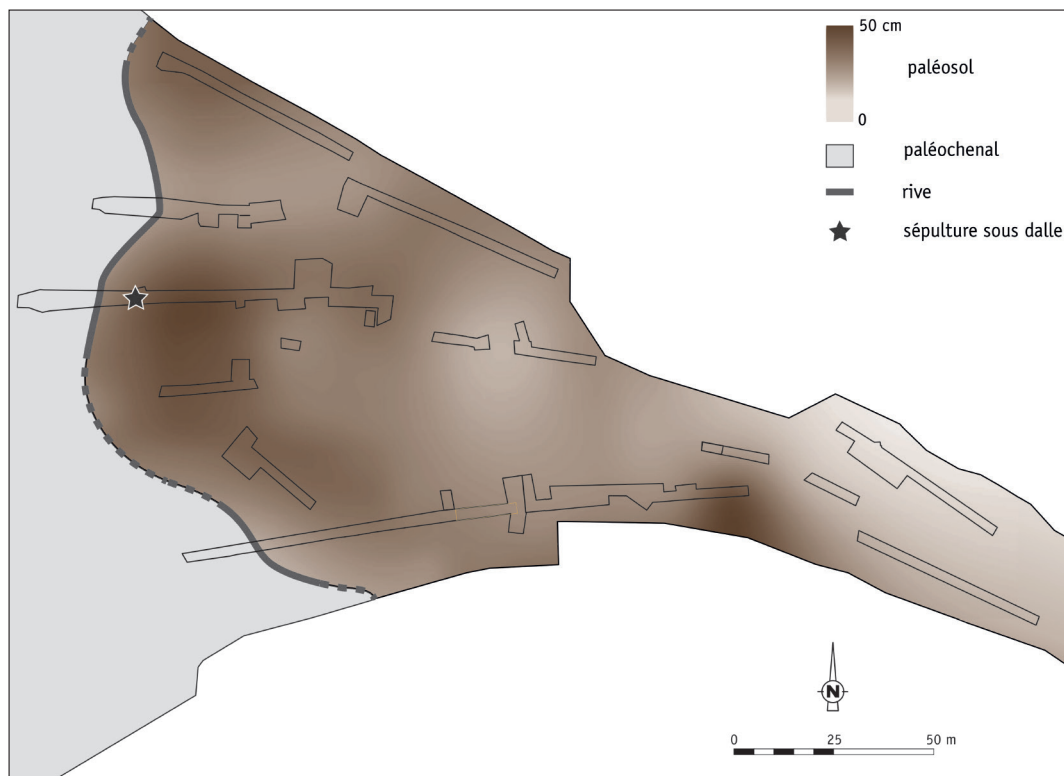 50 cm
paléosol
0
paléochenal
rive
sépulture sous dalle
N
0 25 50 m